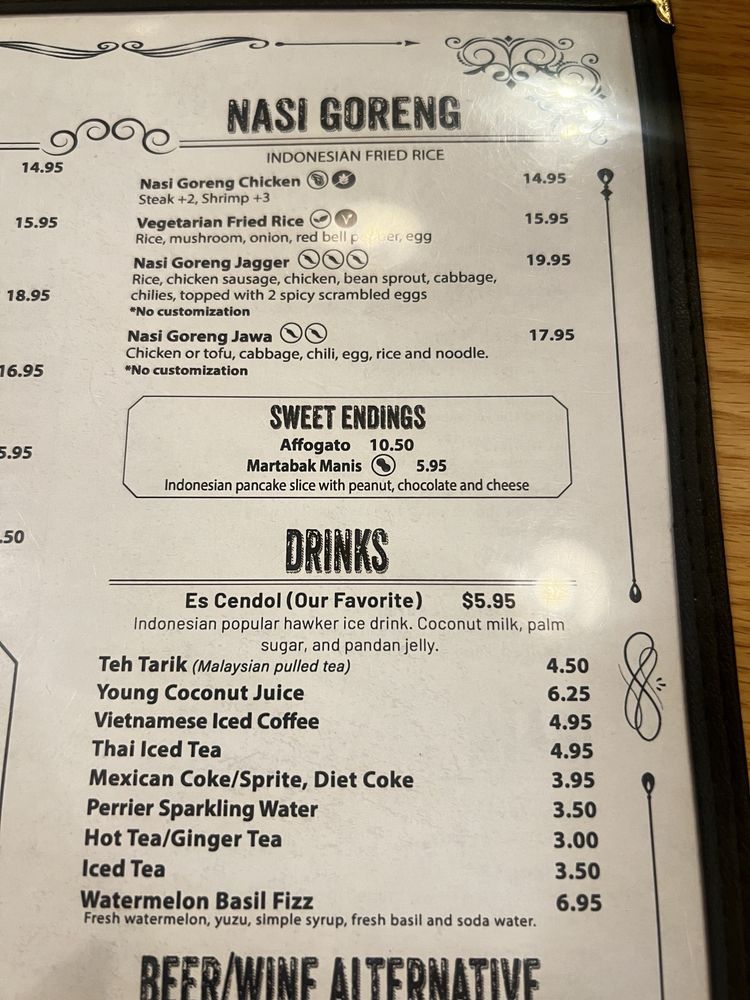 14.95
15.95
18.95
16.95
5.95
.50
NASI GORENG
INDONESIAN FRIED RICE
Nasi Goreng Chicken 14.95
Steak +2, Shrimp +3
Vegetarian Fried Rice V 15.95
Rice, mushroom, onion, red bell pepper, egg
Nasi Goreng Jagger 19.95
Rice, chicken sausage, chicken, bean sprout, cabbage,
chilies, topped with 2 spicy scrambled eggs
*No customization
Nasi Goreng Jawa 17.95
Chicken or tofu, cabbage, chili, egg, rice and noodle.
*No customization
SWEET ENDINGS
Affogato 10.50
Martabak Manis 5.95
Indonesian pancake slice with peanut, chocolate and cheese
DRINKS
Es Cendol (Our Favorite) $5.95
Indonesian popular hawker ice drink. Coconut milk, palm
sugar, and pandan jelly.
Teh Tarik (Malaysian pulled tea) 4.50
Young Coconut Juice 6.25
Vietnamese Iced Coffee 4.95
Thai Iced Tea 4.95
Mexican Coke/Sprite, Diet Coke 3.95
Perrier Sparkling Water 3.50
Hot Tea/Ginger Tea 3.00
Iced Tea 3.50
Watermelon Basil Fizz 6.95
Fresh watermelon, yuzu, simple syrup, fresh basil and soda water.
BEER/WINE ALTERNATIVE